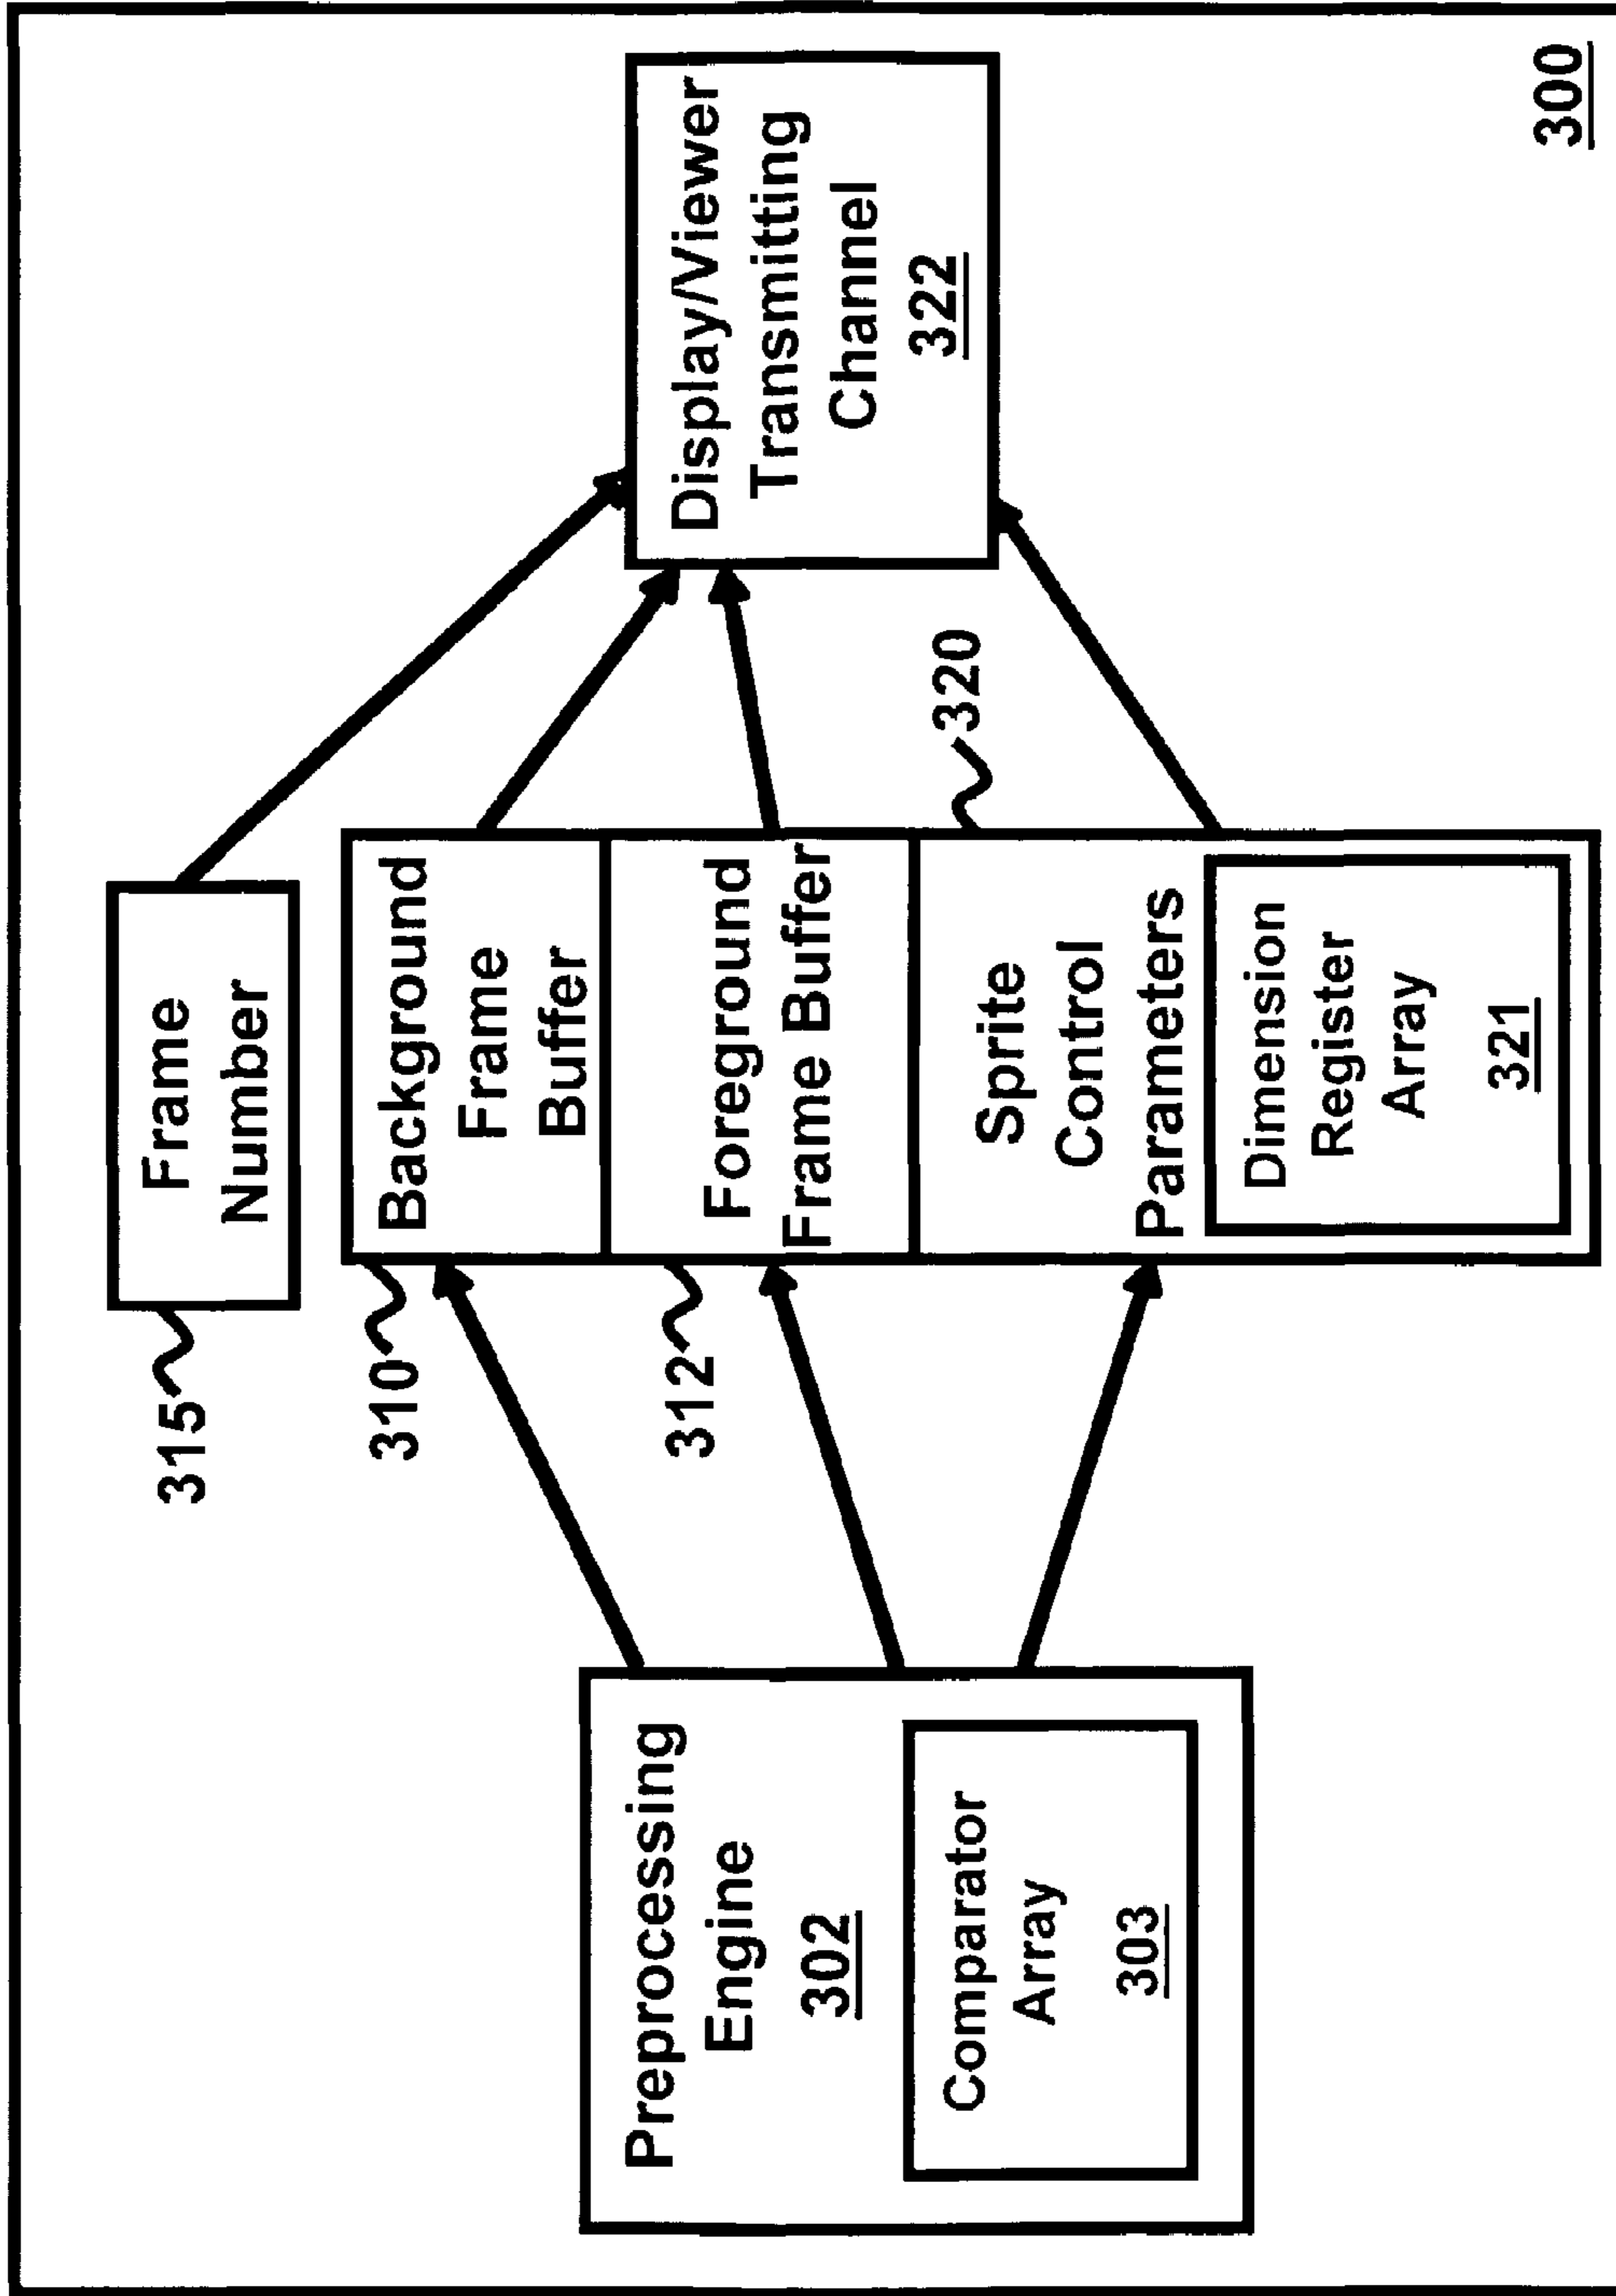 315
Frame
Number
310
Background
Frame
Buffer
312
Foreground
Frame Buffer
320
Sprite
Control
Parameters
Dimension
Register
Array
321
Preprocessing
Engine
302
Comparator
Array
303
Display/Viewer
Transmitting
Channel
322
300